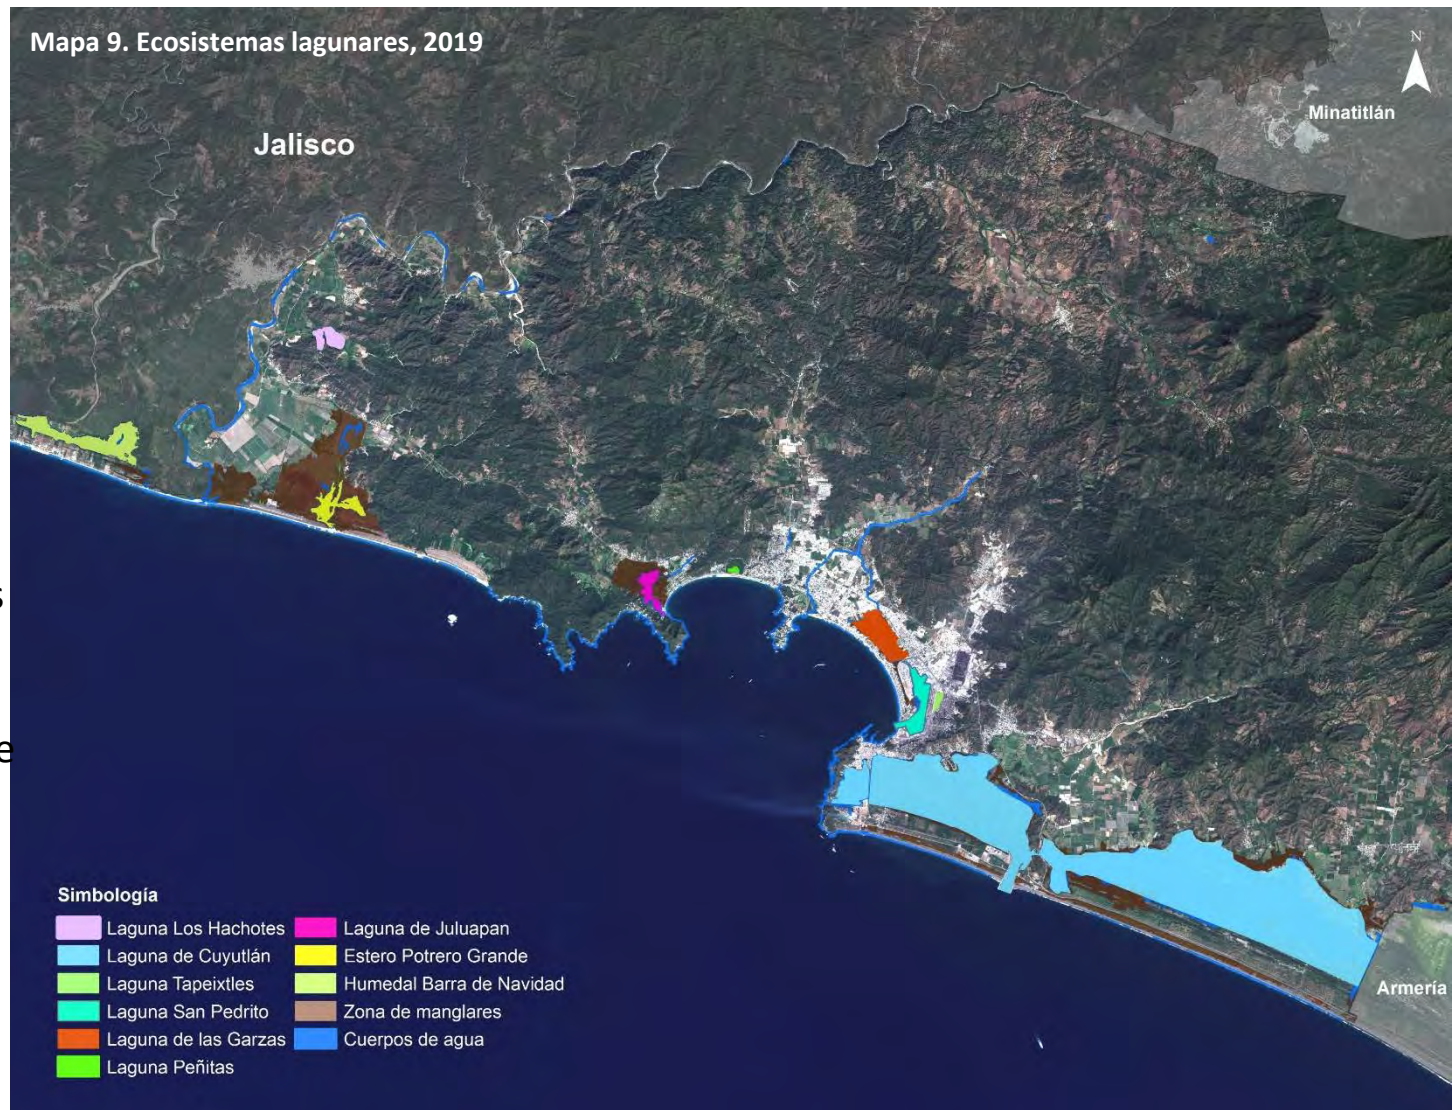 Mapa 9. Ecosistemas lagunares, 2019
N
Minatitlán
Jalisco
s
e
Armería
Simbología
Laguna Los Hachotes
Laguna de Cuyutlán
Laguna Tapeixtles
Laguna San Pedrito
Laguna de las Garzas
Laguna Peñitas
Laguna de Juluapan
Estero Potrero Grande
Humedal Barra de Navidad
Zona de manglares
Cuerpos de agua